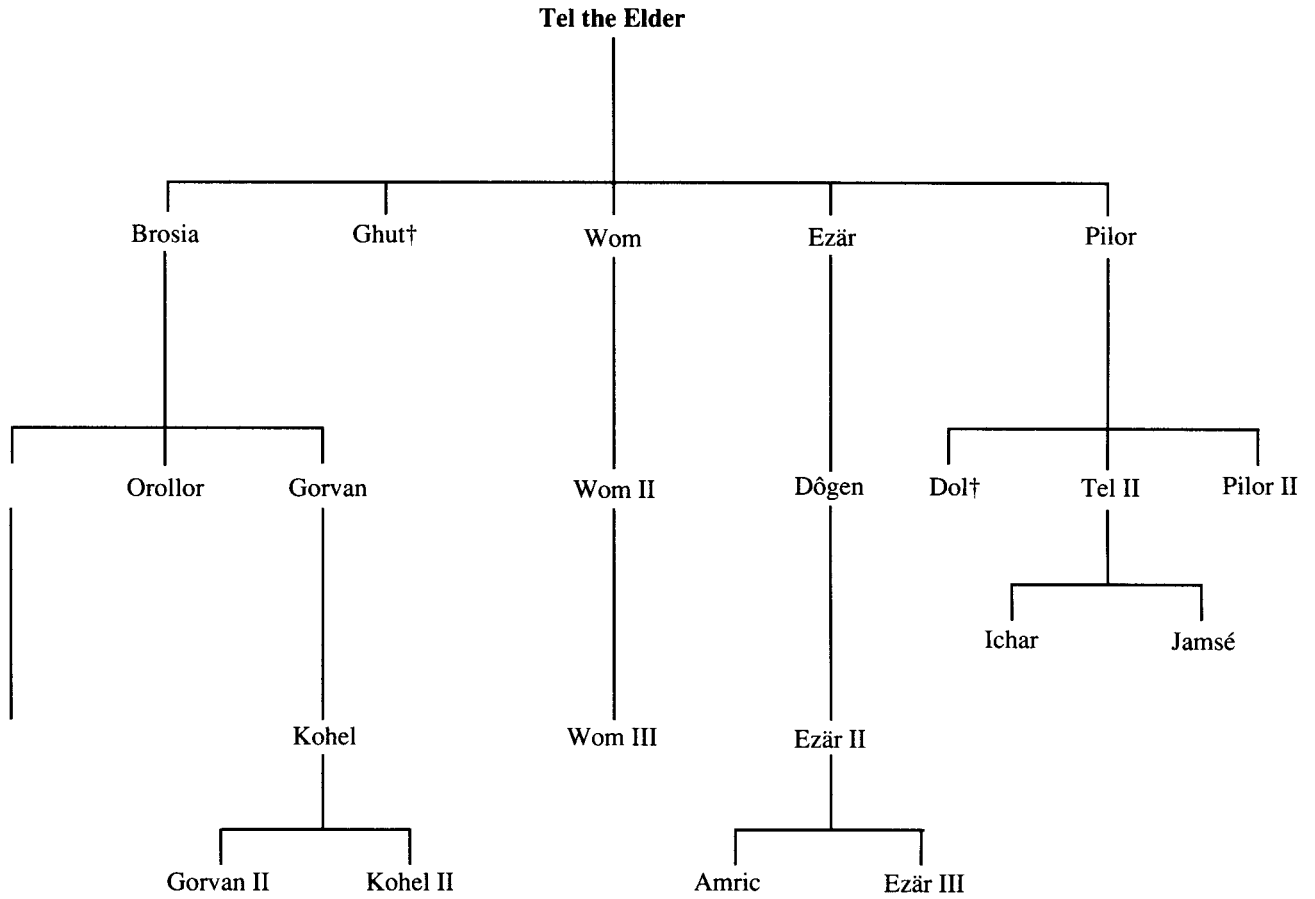 Tel the Elder
Brosia Ghut† Wom Ezär Pilor
Orollor Gorvan Wom II Dôgen Dol† Tel II Pilor II
Ichar Jamsé
Kohel Wom III Ezär II
Gorvan II Kohel II Amric Ezär III